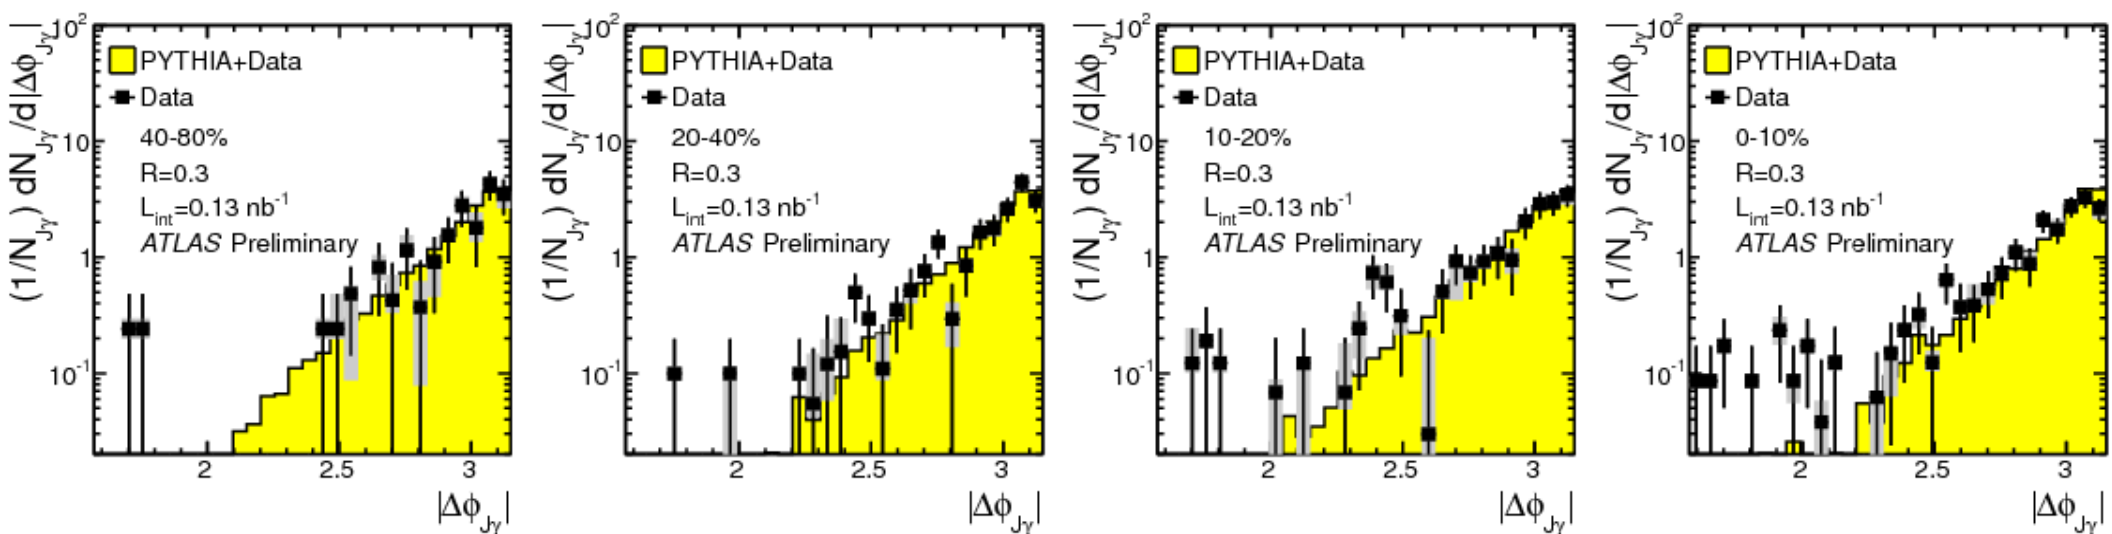 (1/N_Jγ) dN_Jγ/d|Δϕ_Jγ|
10²
10
1
10⁻¹
PYTHIA+Data
Data
40-80%
R=0.3
L_int=0.13 nb⁻¹
ATLAS Preliminary
2 2.5 3
|Δϕ_Jγ|
(1/N_Jγ) dN_Jγ/d|Δϕ_Jγ|
10²
10
1
10⁻¹
PYTHIA+Data
Data
20-40%
R=0.3
L_int=0.13 nb⁻¹
ATLAS Preliminary
2 2.5 3
|Δϕ_Jγ|
(1/N_Jγ) dN_Jγ/d|Δϕ_Jγ|
10²
10
1
10⁻¹
PYTHIA+Data
Data
10-20%
R=0.3
L_int=0.13 nb⁻¹
ATLAS Preliminary
2 2.5 3
|Δϕ_Jγ|
(1/N_Jγ) dN_Jγ/d|Δϕ_Jγ|
10²
10
1
10⁻¹
PYTHIA+Data
Data
0-10%
R=0.3
L_int=0.13 nb⁻¹
ATLAS Preliminary
2 2.5 3
|Δϕ_Jγ|